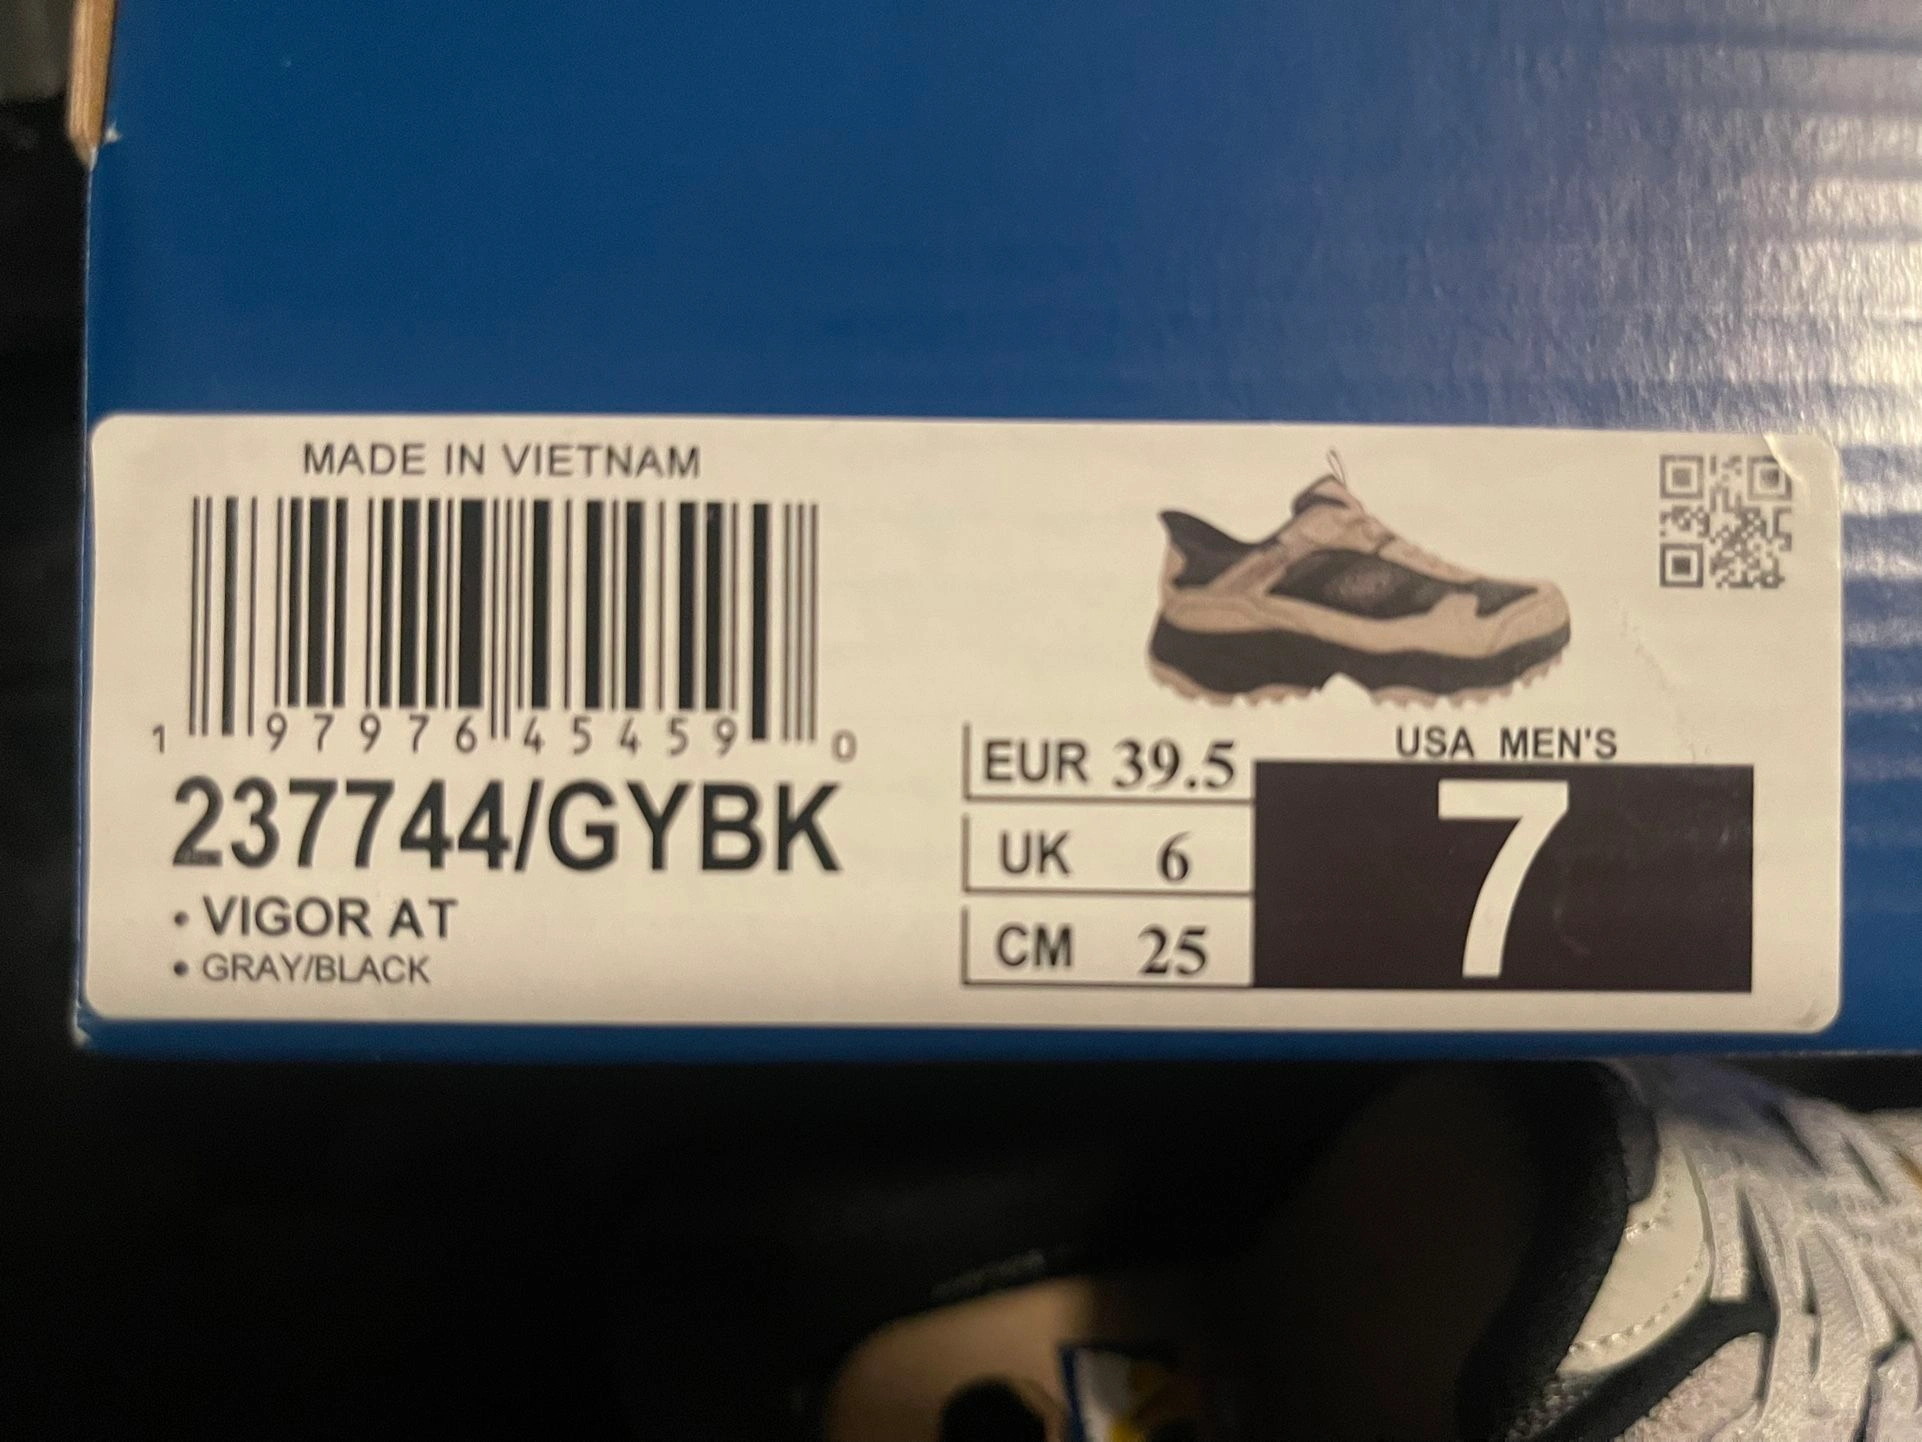 MADE IN VIETNAM
1 97976 45459 0
237744/GYBK
• VIGOR AT
• GRAY/BLACK
EUR 39.5
UK 6
CM 25
USA MEN'S
7